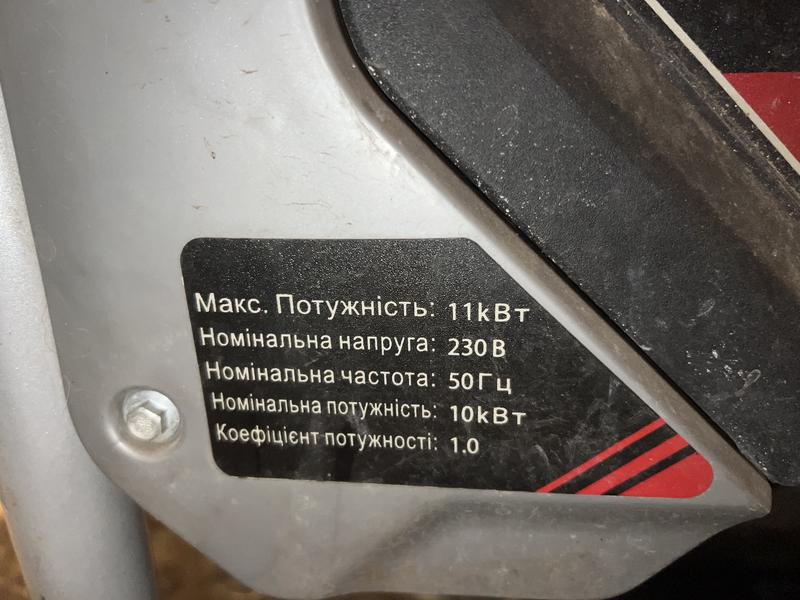 Макс. Потужність: 11кВт
Номінальна напруга: 230В
Номінальна частота: 50Гц
Номінальна потужність: 10кВт
Коефіцієнт потужності: 1.0